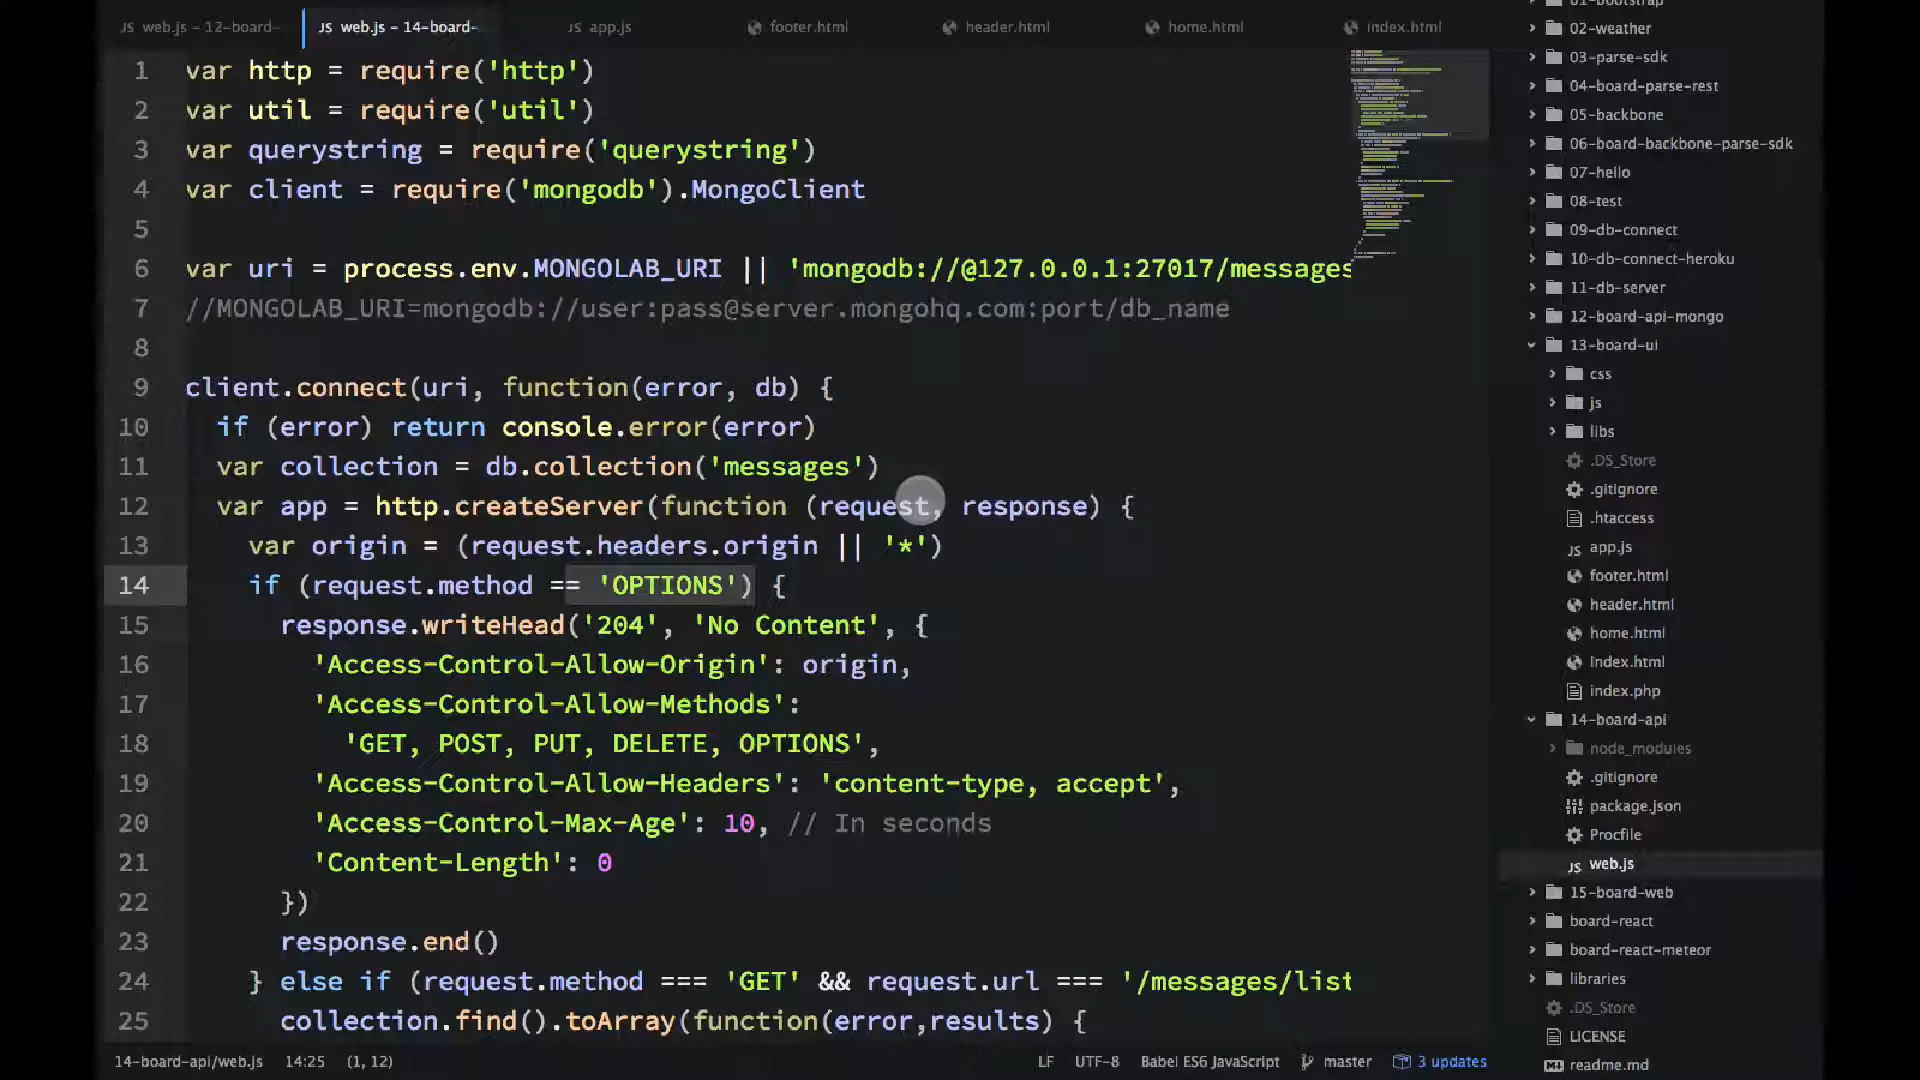 web.js – 12-board-
web.js – 14-board-
app.js
footer.html
header.html
home.html
index.html
1 var http = require('http')
2 var util = require('util')
3 var querystring = require('querystring')
4 var client = require('mongodb').MongoClient
5
6 var uri = process.env.MONGOLAB_URI || 'mongodb://@127.0.0.1:27017/messages
7 //MONGOLAB_URI=mongodb://user:pass@server.mongohq.com:port/db_name
8
9 client.connect(uri, function(error, db) {
10 if (error) return console.error(error)
11 var collection = db.collection('messages')
12 var app = http.createServer(function (request, response) {
13 var origin = (request.headers.origin || '*')
14 if (request.method == 'OPTIONS') {
15 response.writeHead('204', 'No Content', {
16 'Access-Control-Allow-Origin': origin,
17 'Access-Control-Allow-Methods':
18 'GET, POST, PUT, DELETE, OPTIONS',
19 'Access-Control-Allow-Headers': 'content-type, accept',
20 'Access-Control-Max-Age': 10, // In seconds
21 'Content-Length': 0
22 })
23 response.end()
24 } else if (request.method === 'GET' && request.url === '/messages/list
25 collection.find().toArray(function(error,results) {
14-board-api/web.js 14:25 (1, 12)
LF UTF-8 Babel ES6 JavaScript master 3 updates
01-bootstrap
02-weather
03-parse-sdk
04-board-parse-rest
05-backbone
06-board-backbone-parse-sdk
07-hello
08-test
09-db-connect
10-db-connect-heroku
11-db-server
12-board-api-mongo
13-board-ui
css
js
libs
.DS_Store
.gitignore
.htaccess
app.js
footer.html
header.html
home.html
index.html
index.php
14-board-api
node_modules
.gitignore
package.json
Procfile
web.js
15-board-web
board-react
board-react-meteor
libraries
.DS_Store
LICENSE
readme.md